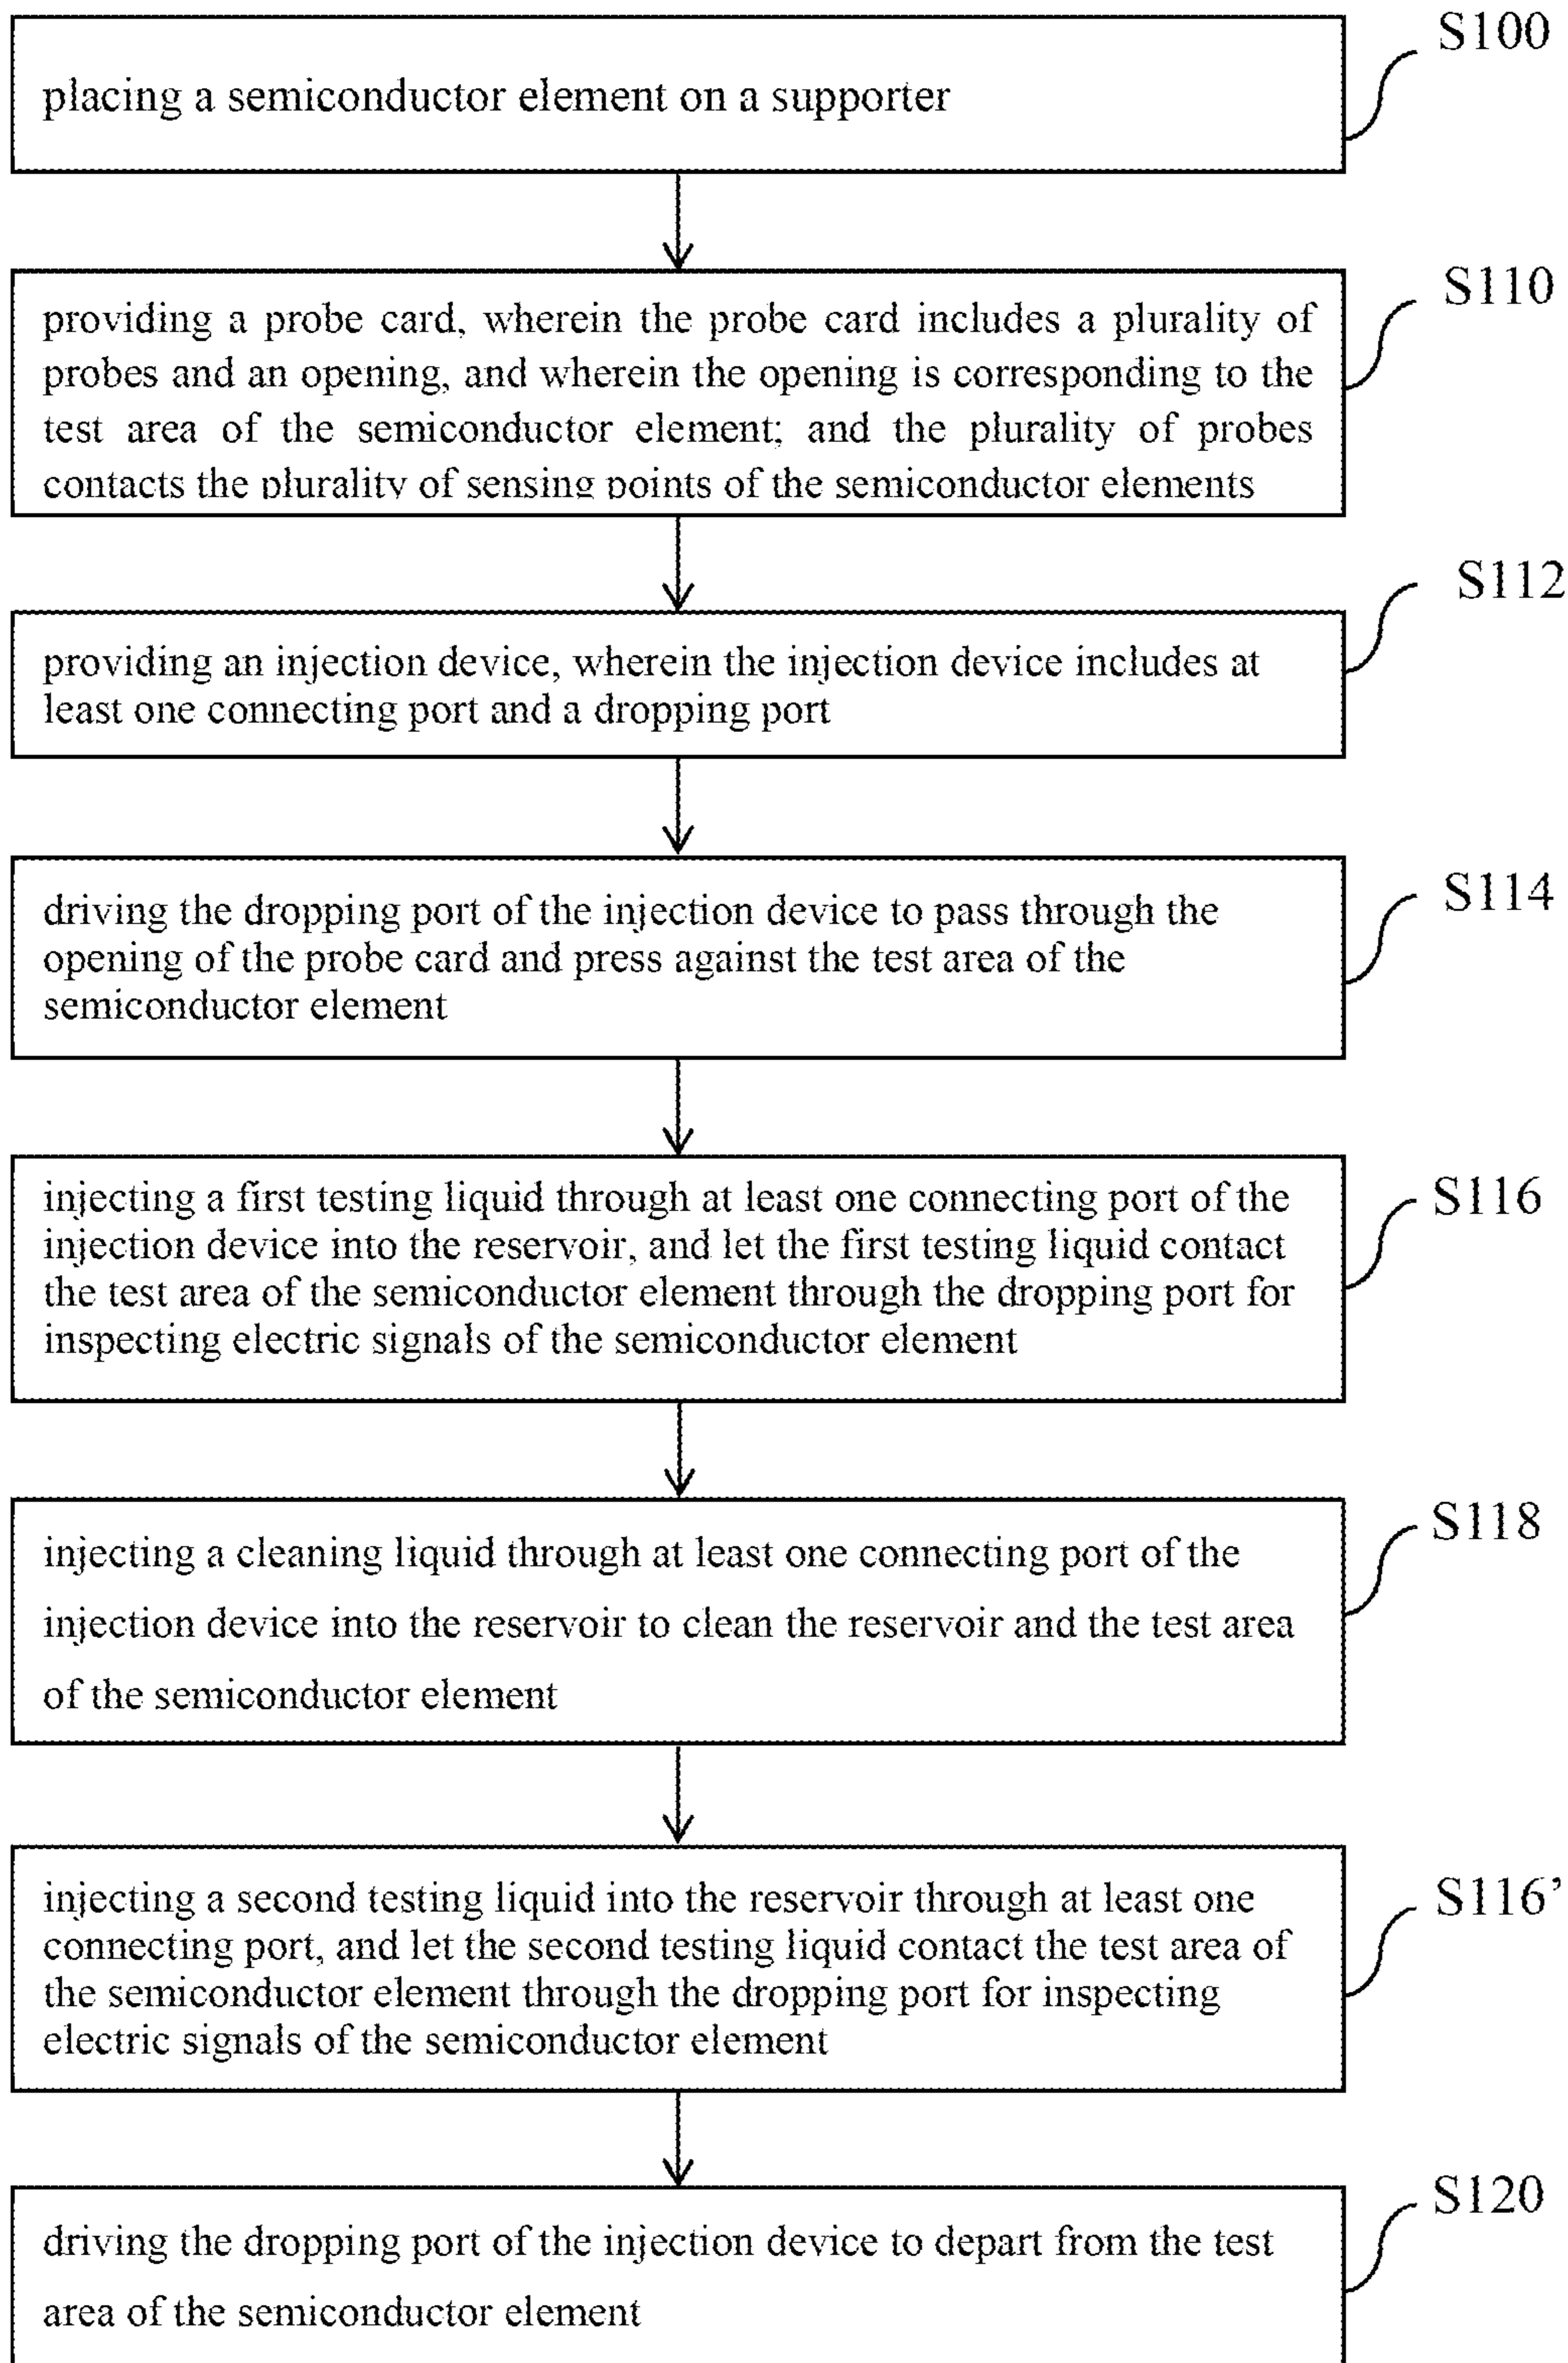 S100
placing a semiconductor element on a supporter
S110
providing a probe card, wherein the probe card includes a plurality of
probes and an opening, and wherein the opening is corresponding to the
test area of the semiconductor element; and the plurality of probes
contacts the plurality of sensing points of the semiconductor elements
S112
providing an injection device, wherein the injection device includes at
least one connecting port and a dropping port
S114
driving the dropping port of the injection device to pass through the
opening of the probe card and press against the test area of the
semiconductor element
S116
injecting a first testing liquid through at least one connecting port of the
injection device into the reservoir, and let the first testing liquid contact
the test area of the semiconductor element through the dropping port for
inspecting electric signals of the semiconductor element
S118
injecting a cleaning liquid through at least one connecting port of the
injection device into the reservoir to clean the reservoir and the test area
of the semiconductor element
S116’
injecting a second testing liquid into the reservoir through at least one
connecting port, and let the second testing liquid contact the test area of
the semiconductor element through the dropping port for inspecting
electric signals of the semiconductor element
S120
driving the dropping port of the injection device to depart from the test
area of the semiconductor element